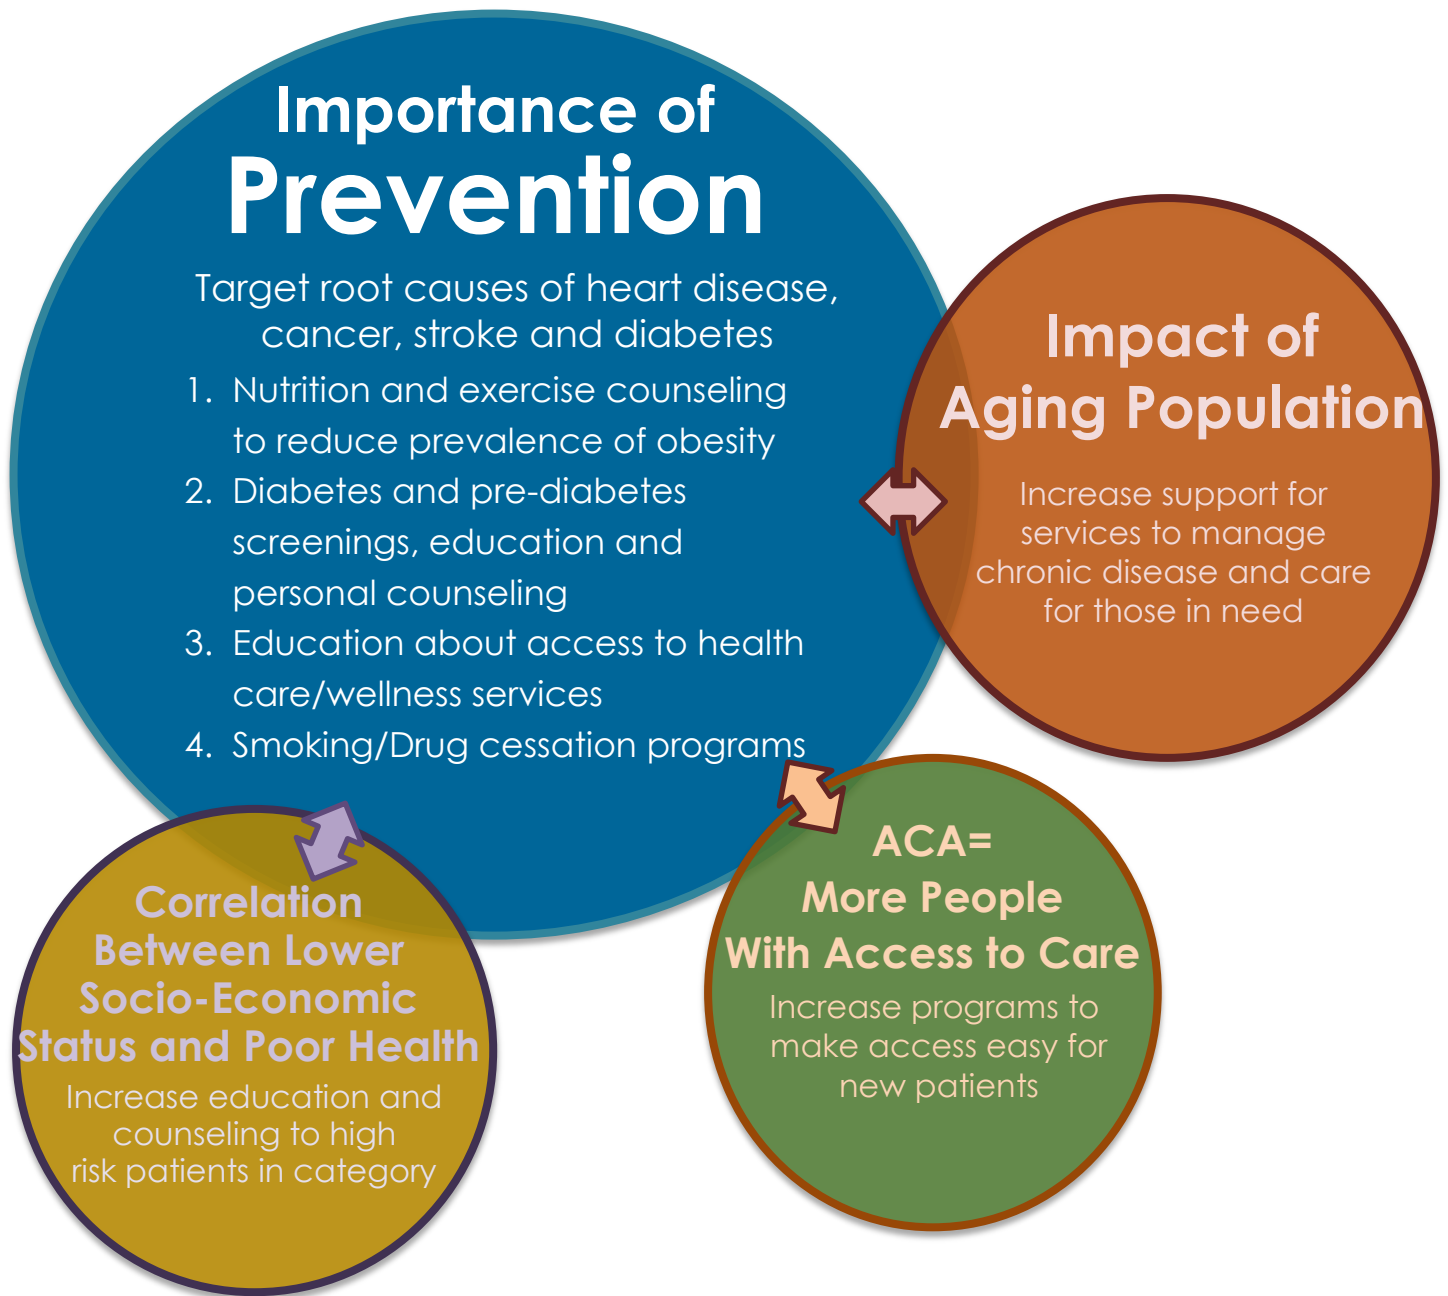 Importance of
Prevention
Target root causes of heart disease,
cancer, stroke and diabetes
1. Nutrition and exercise counseling
to reduce prevalence of obesity
2. Diabetes and pre-diabetes
screenings, education and
personal counseling
3. Education about access to health
care/wellness services
4. Smoking/Drug cessation programs
Impact of
Aging Population
Increase support for
services to manage
chronic disease and care
for those in need
ACA=
More People
With Access to Care
Increase programs to
make access easy for
new patients
Correlation
Between Lower
Socio-Economic
Status and Poor Health
Increase education and
counseling to high
risk patients in category